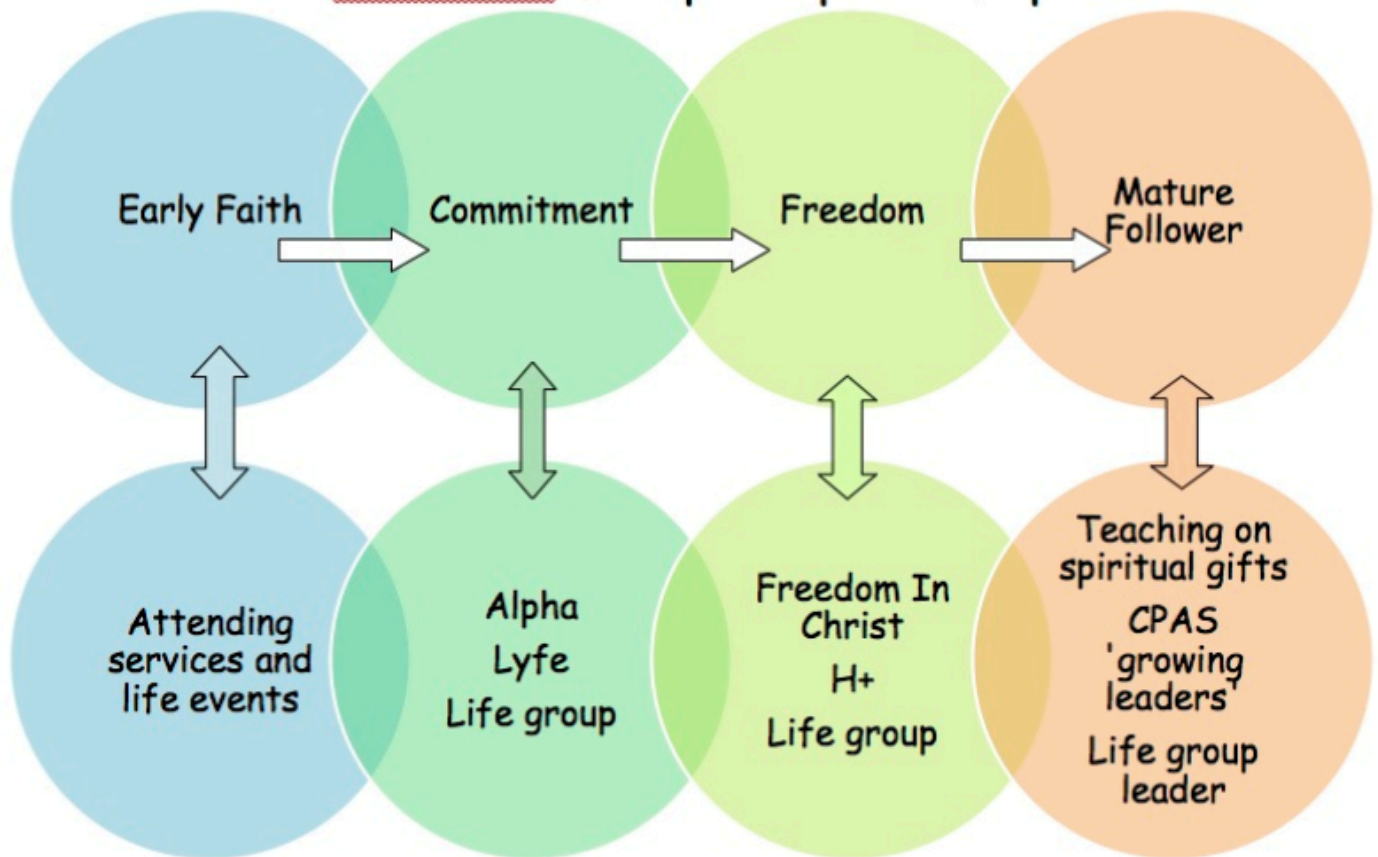 Early Faith
Commitment
Freedom
Mature
Follower
Attending
services and
life events
Alpha
Lyfe
Life group
Freedom In
Christ
H+
Life group
Teaching on
spiritual gifts
CPAS
'growing
leaders'
Life group
leader